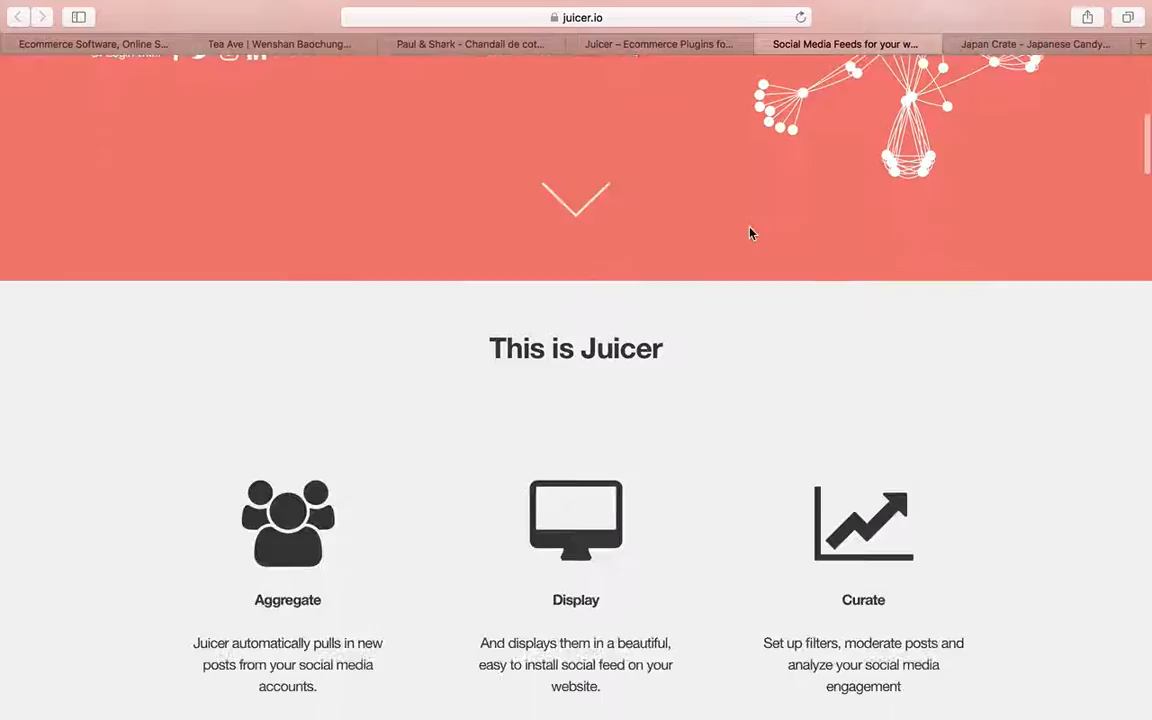 juicer.io
Ecommerce Software, Online S...
Tea Ave | Wenshan Baochung...
Paul & Shark - Chandail de cot...
Juicer – Ecommerce Plugins fo...
Social Media Feeds for your w...
Japan Crate - Japanese Candy...
This is Juicer
Aggregate
Juicer automatically pulls in new
posts from your social media
accounts.
Display
And displays them in a beautiful,
easy to install social feed on your
website.
Curate
Set up filters, moderate posts and
analyze your social media
engagement